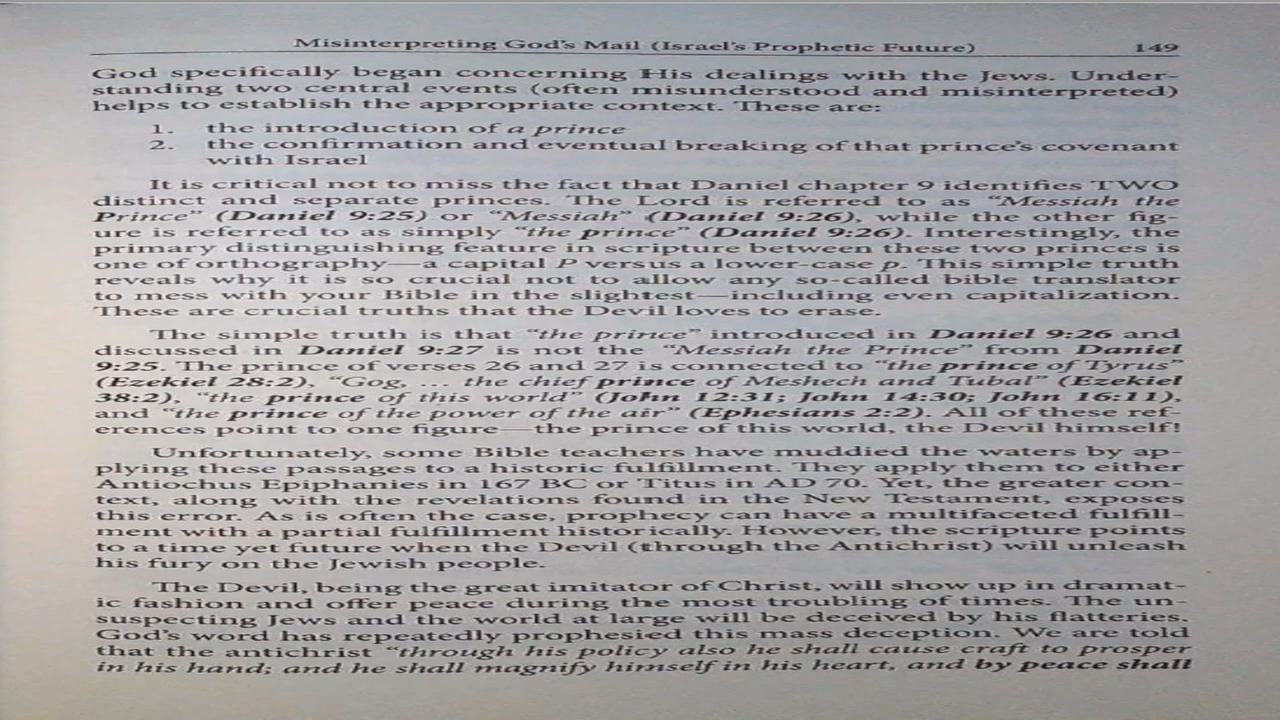 Misinterpreting God's Mail (Israel's Prophetic Future) 149
God specifically began concerning His dealings with the Jews. Under-
standing two central events (often misunderstood and misinterpreted)
helps to establish the appropriate context. These are:
1. the introduction of a prince
2. the confirmation and eventual breaking of that prince's covenant
with Israel
It is critical not to miss the fact that Daniel chapter 9 identifies TWO
distinct and separate princes. The Lord is referred to as "Messiah the
Prince" (Daniel 9:25) or "Messiah" (Daniel 9:26), while the other fig-
ure is referred to as simply "the prince" (Daniel 9:26). Interestingly, the
primary distinguishing feature in scripture between these two princes is
one of orthography—a capital P versus a lower-case p. This simple truth
reveals why it is so crucial not to allow any so-called bible translator
to mess with your Bible in the slightest—including even capitalization.
These are crucial truths that the Devil loves to erase.
The simple truth is that "the prince" introduced in Daniel 9:26 and
discussed in Daniel 9:27 is not the "Messiah the Prince" from Daniel
9:25. The prince of verses 26 and 27 is connected to "the prince of Tyrus"
(Ezekiel 28:2), "Gog, ... the chief prince of Meshech and Tubal" (Ezekiel
38:2), "the prince of this world" (John 12:31; John 14:30; John 16:11),
and "the prince of the power of the air" (Ephesians 2:2). All of these ref-
erences point to one figure—the prince of this world, the Devil himself!
Unfortunately, some Bible teachers have muddied the waters by ap-
plying these passages to a historic fulfillment. They apply them to either
Antiochus Epiphanies in 167 BC or Titus in AD 70. Yet, the greater con-
text, along with the revelations found in the New Testament, exposes
this error. As is often the case, prophecy can have a multifaceted fulfill-
ment with a partial fulfillment historically. However, the scripture points
to a time yet future when the Devil (through the Antichrist) will unleash
his fury on the Jewish people.
The Devil, being the great imitator of Christ, will show up in dramat-
ic fashion and offer peace during the most troubling of times. The un-
suspecting Jews and the world at large will be deceived by his flatteries.
God's word has repeatedly prophesied this mass deception. We are told
that the antichrist "through his policy also he shall cause craft to prosper
in his hand; and he shall magnify himself in his heart, and by peace shall